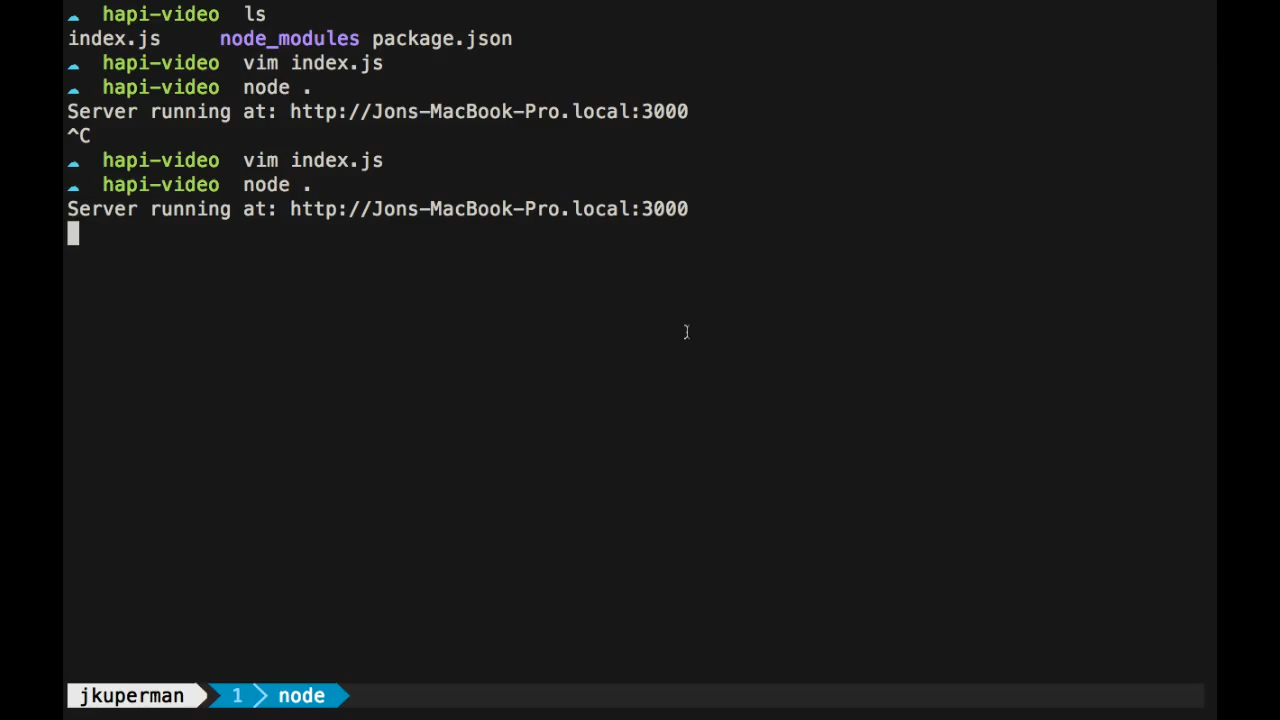 ☁ hapi-video ls
index.js node_modules package.json
☁ hapi-video vim index.js
☁ hapi-video node .
Server running at: http://Jons-MacBook-Pro.local:3000
^C
☁ hapi-video vim index.js
☁ hapi-video node .
Server running at: http://Jons-MacBook-Pro.local:3000
jkuperman 1 node